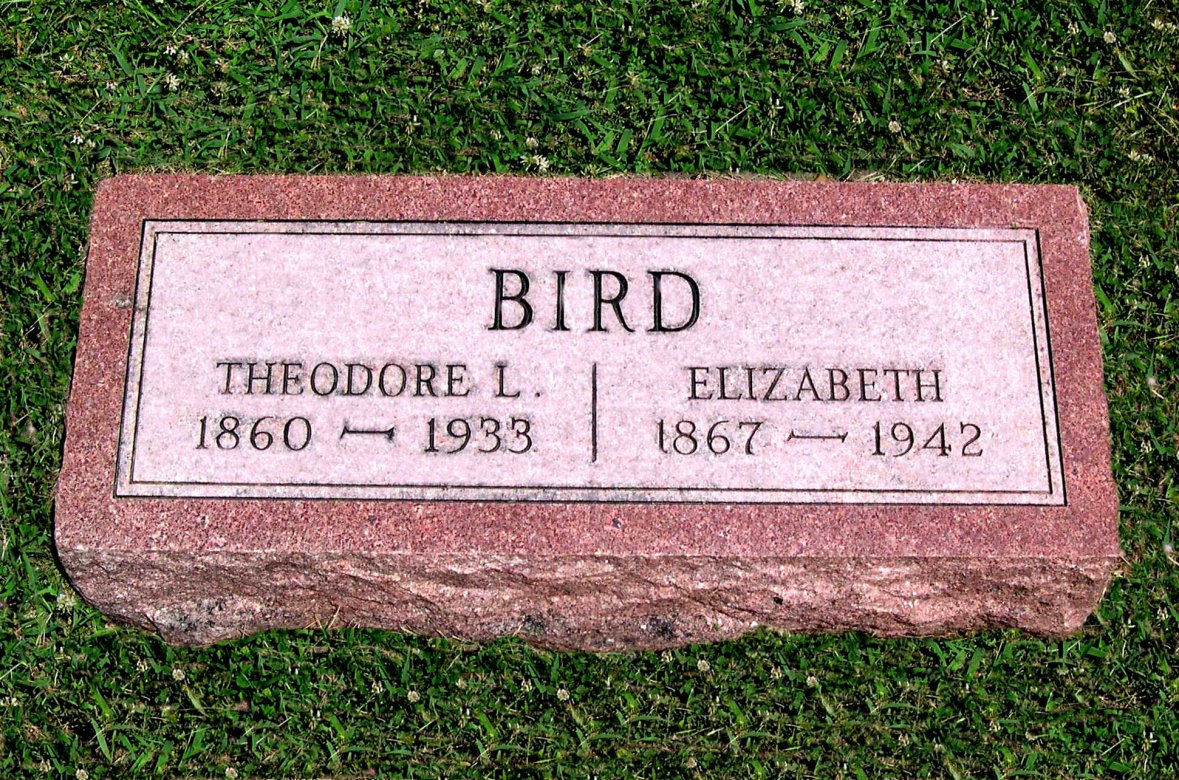 BIRD
THEODORE L. | ELIZABETH
1860 — 1933 | 1867 — 1942